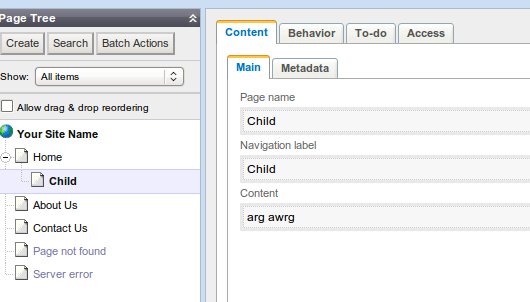 Page Tree
Create Search Batch Actions
Show: All items
Allow drag & drop reordering
Your Site Name
Home
Child
About Us
Contact Us
Page not found
Server error
Content Behavior To-do Access
Main Metadata
Page name
Child
Navigation label
Child
Content
arg awrg